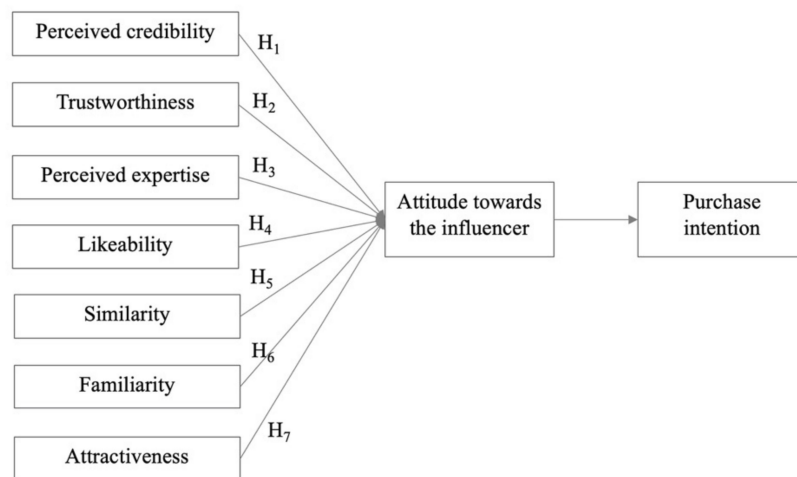 Perceived credibility
H₁
Trustworthiness
H₂
Perceived expertise
H₃
Likeability
H₄
Similarity
H₅
Familiarity
H₆
Attractiveness
H₇
Attitude towards
the influencer
Purchase
intention